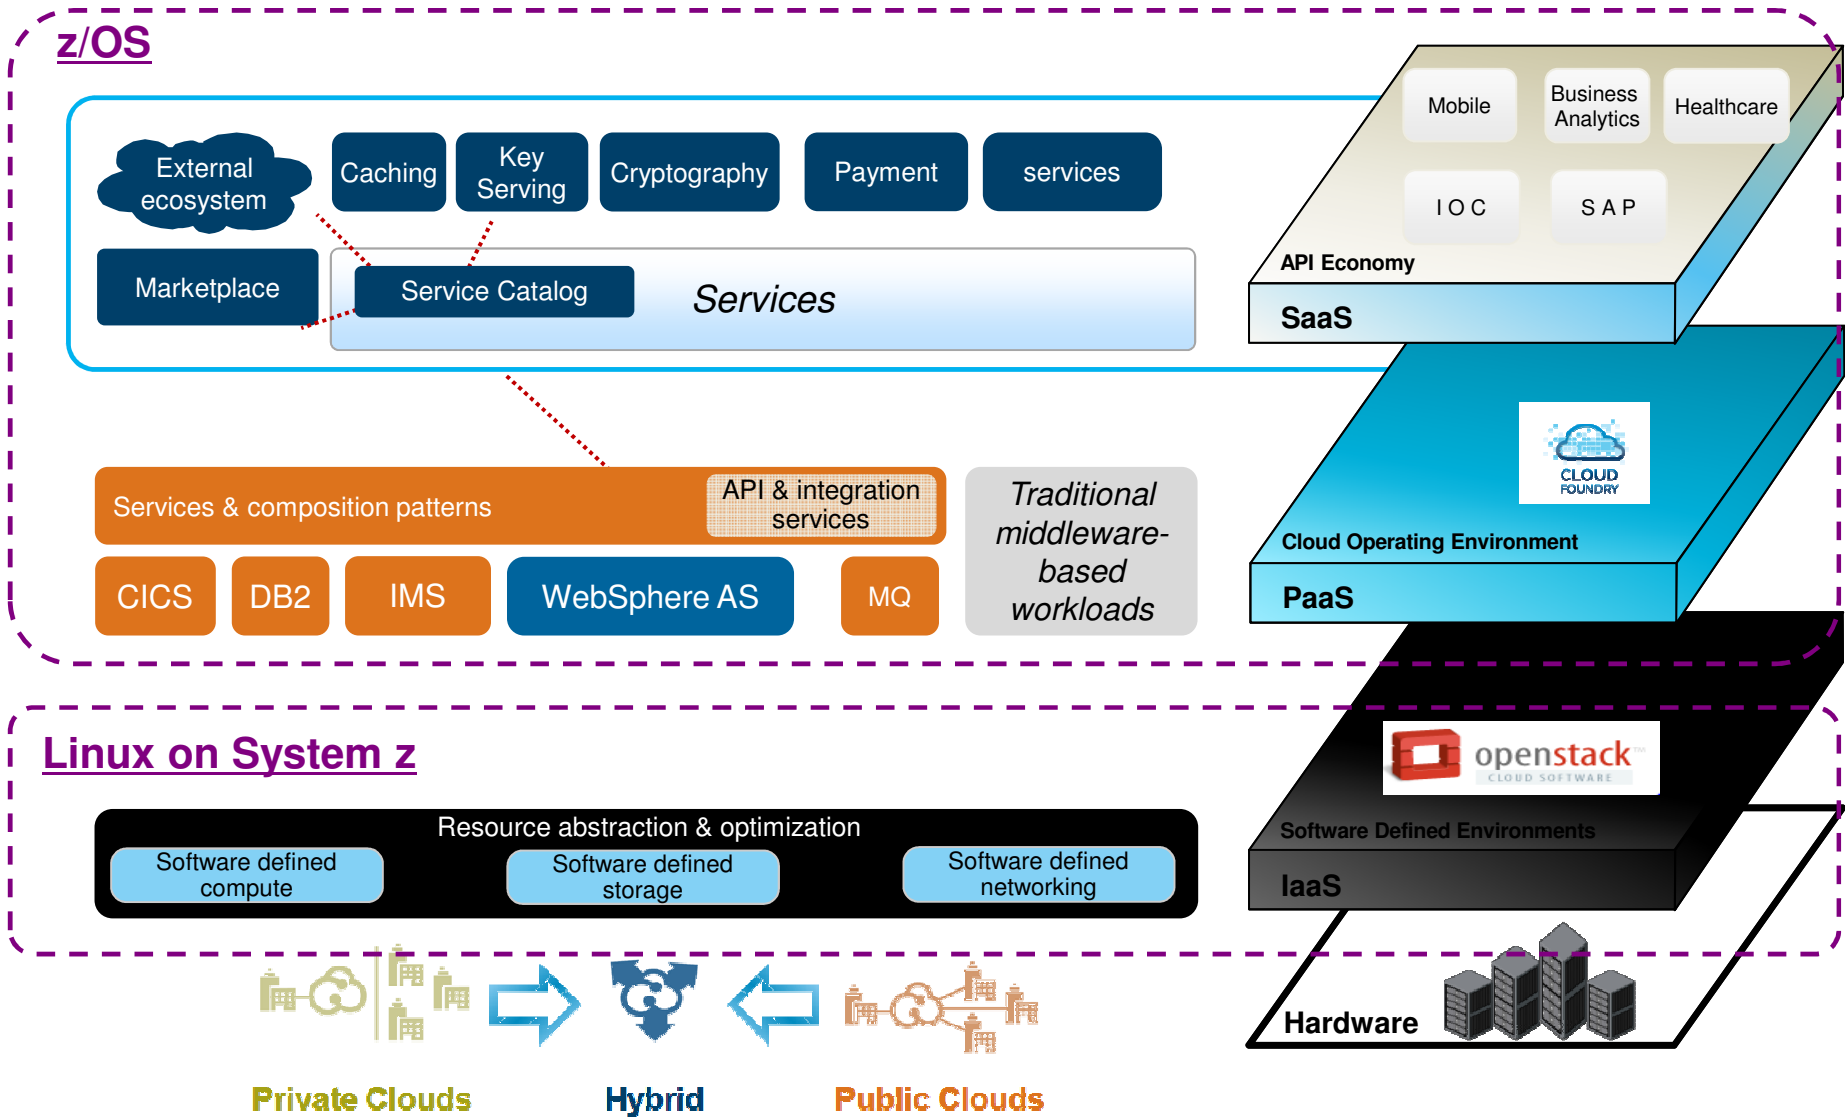 z/OS
External
ecosystem
Caching
Key
Serving
Cryptography
Payment
services
Marketplace
Service Catalog
Services
Mobile
Business
Analytics
Healthcare
I O C
S A P
API Economy
SaaS
Services & composition patterns
API & integration
services
Traditional
middleware-
based
workloads
CICS
DB2
IMS
WebSphere AS
MQ
CLOUD
FOUNDRY
Cloud Operating Environment
PaaS
Linux on System z
Resource abstraction & optimization
Software defined
compute
Software defined
storage
Software defined
networking
openstack™
CLOUD SOFTWARE
Software Defined Environments
IaaS
Hardware
Private Clouds
Hybrid
Public Clouds